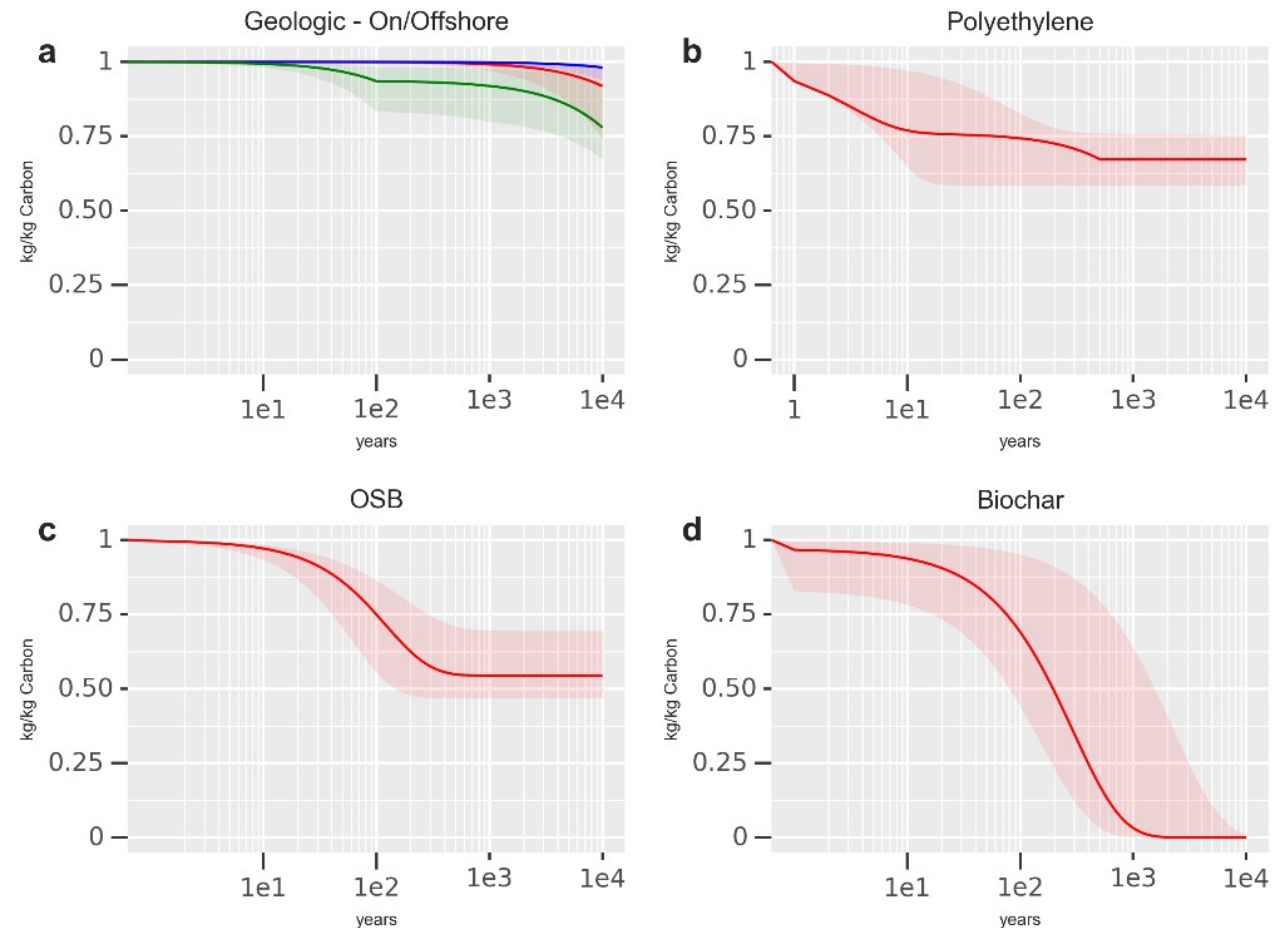 Geologic - On/Offshore
a
1
0.75
0.50
0.25
0
kg/kg Carbon
1e1 1e2 1e3 1e4
years
Polyethylene
b
1
0.75
0.50
0.25
0
kg/kg Carbon
1 1e1 1e2 1e3 1e4
years
OSB
c
1
0.75
0.50
0.25
0
kg/kg Carbon
1e1 1e2 1e3 1e4
years
Biochar
d
1
0.75
0.50
0.25
0
kg/kg Carbon
1e1 1e2 1e3 1e4
years